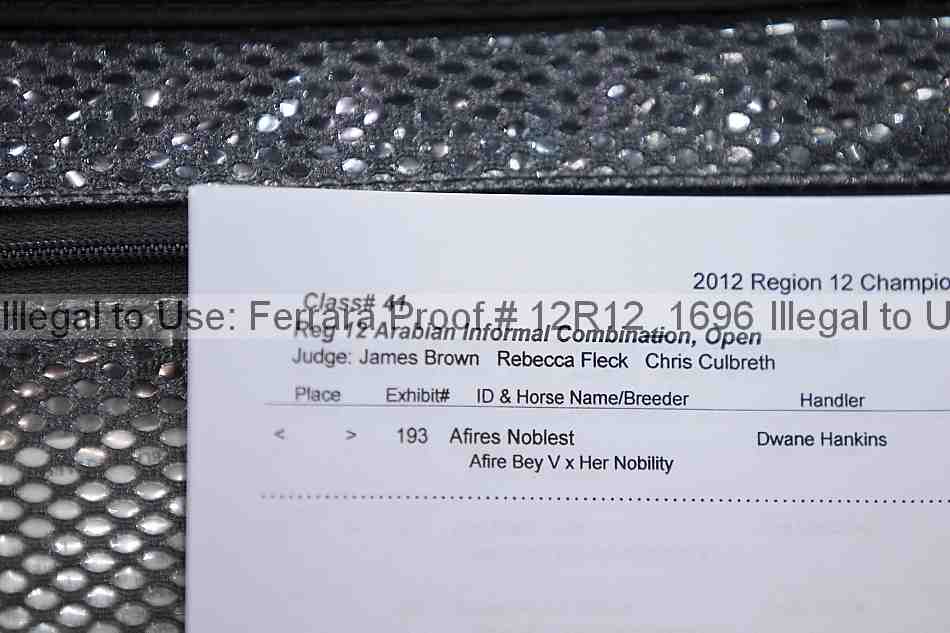 2012 Region 12 Champio
Class# 41
Illegal to Use: Ferrara Proof # 12R12_1696 Illegal to U
Reg 12 Arabian Informal Combination, Open
Judge: James Brown Rebecca Fleck Chris Culbreth
Place Exhibit# ID & Horse Name/Breeder Handler
< > 193 Afires Noblest Dwane Hankins
Afire Bey V x Her Nobility